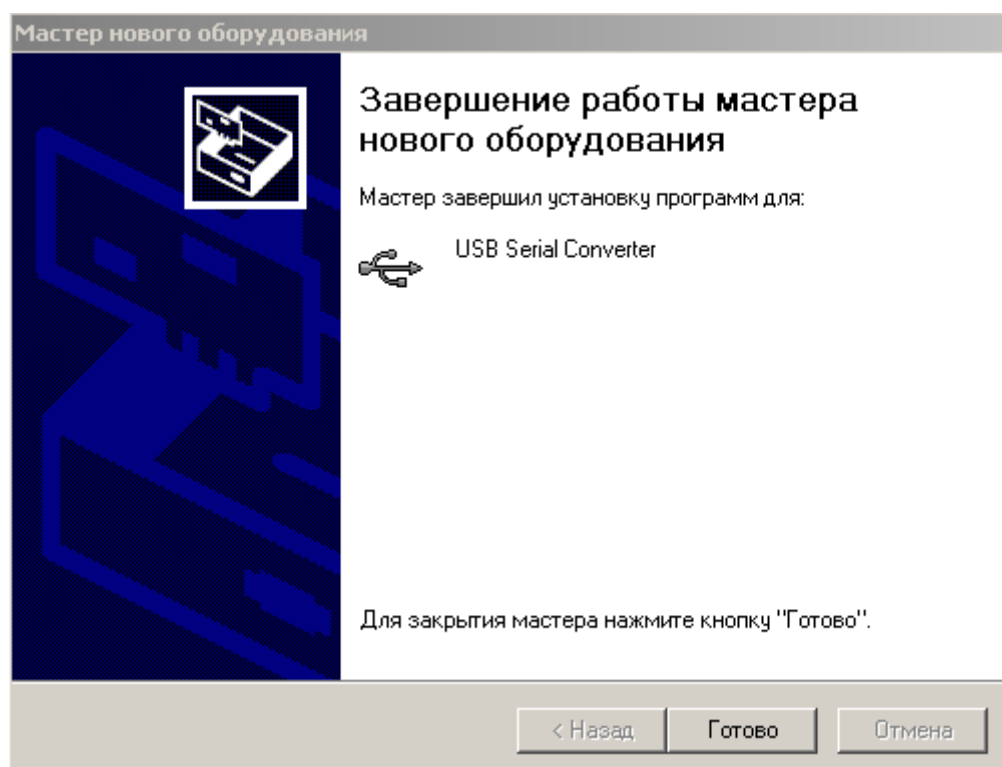 Мастер нового оборудования
Завершение работы мастера
нового оборудования
Мастер завершил установку программ для:
USB Serial Converter
Для закрытия мастера нажмите кнопку "Готово".
< Назад
Готово
Отмена